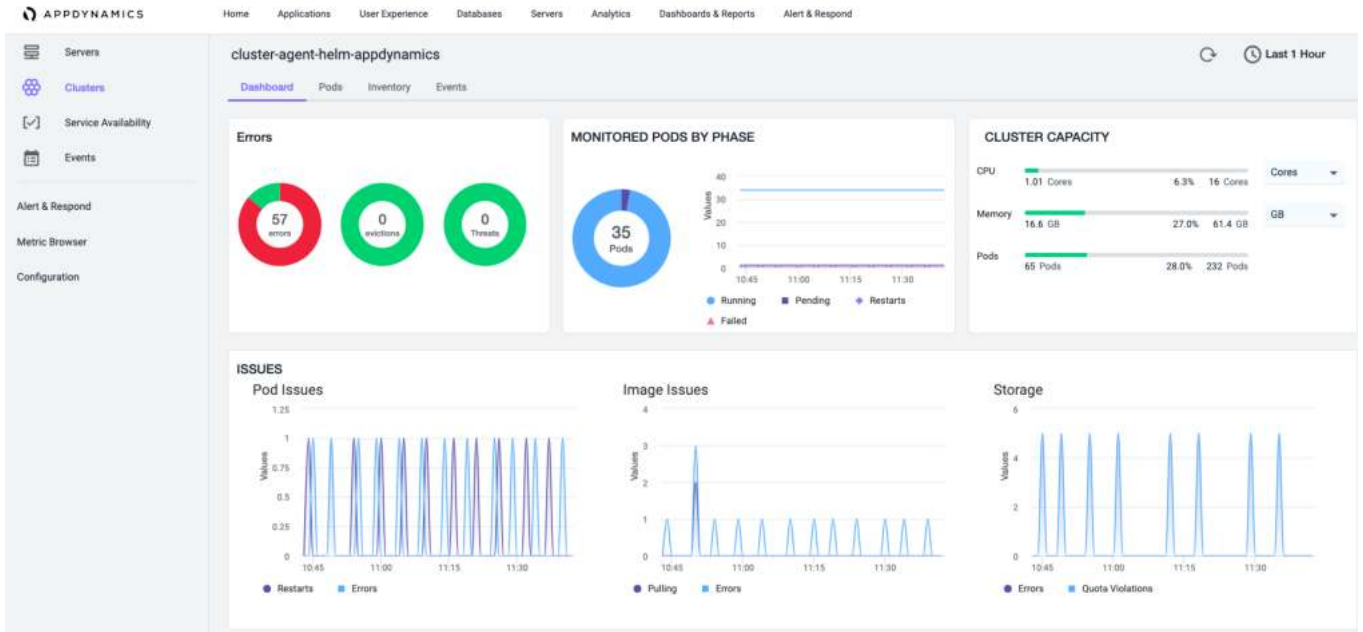 APPDYNAMICS
Home Applications User Experience Databases Servers Analytics Dashboards & Reports Alert & Respond
Servers
Clusters
Service Availability
Events
Alert & Respond
Metric Browser
Configuration
cluster-agent-helm-appdynamics
Last 1 Hour
Dashboard Pods Inventory Events
Errors
57
errors
0
evictions
0
Threats
MONITORED PODS BY PHASE
35
Pods
Values
40
30
20
10
0
10:45 11:00 11:15 11:30
Running Pending Restarts
Failed
CLUSTER CAPACITY
CPU
1.01 Cores 6.3% 16 Cores
Cores
Memory
16.6 GB 27.0% 61.4 GB
GB
Pods
65 Pods 28.0% 232 Pods
ISSUES
Pod Issues
Values
1.25
1
0.75
0.5
0.25
0
10:45 11:00 11:15 11:30
Restarts Errors
Image Issues
Values
4
3
2
1
0
10:45 11:00 11:15 11:30
Pulling Errors
Storage
Values
6
4
2
0
10:45 11:00 11:15 11:30
Errors Quota Violations